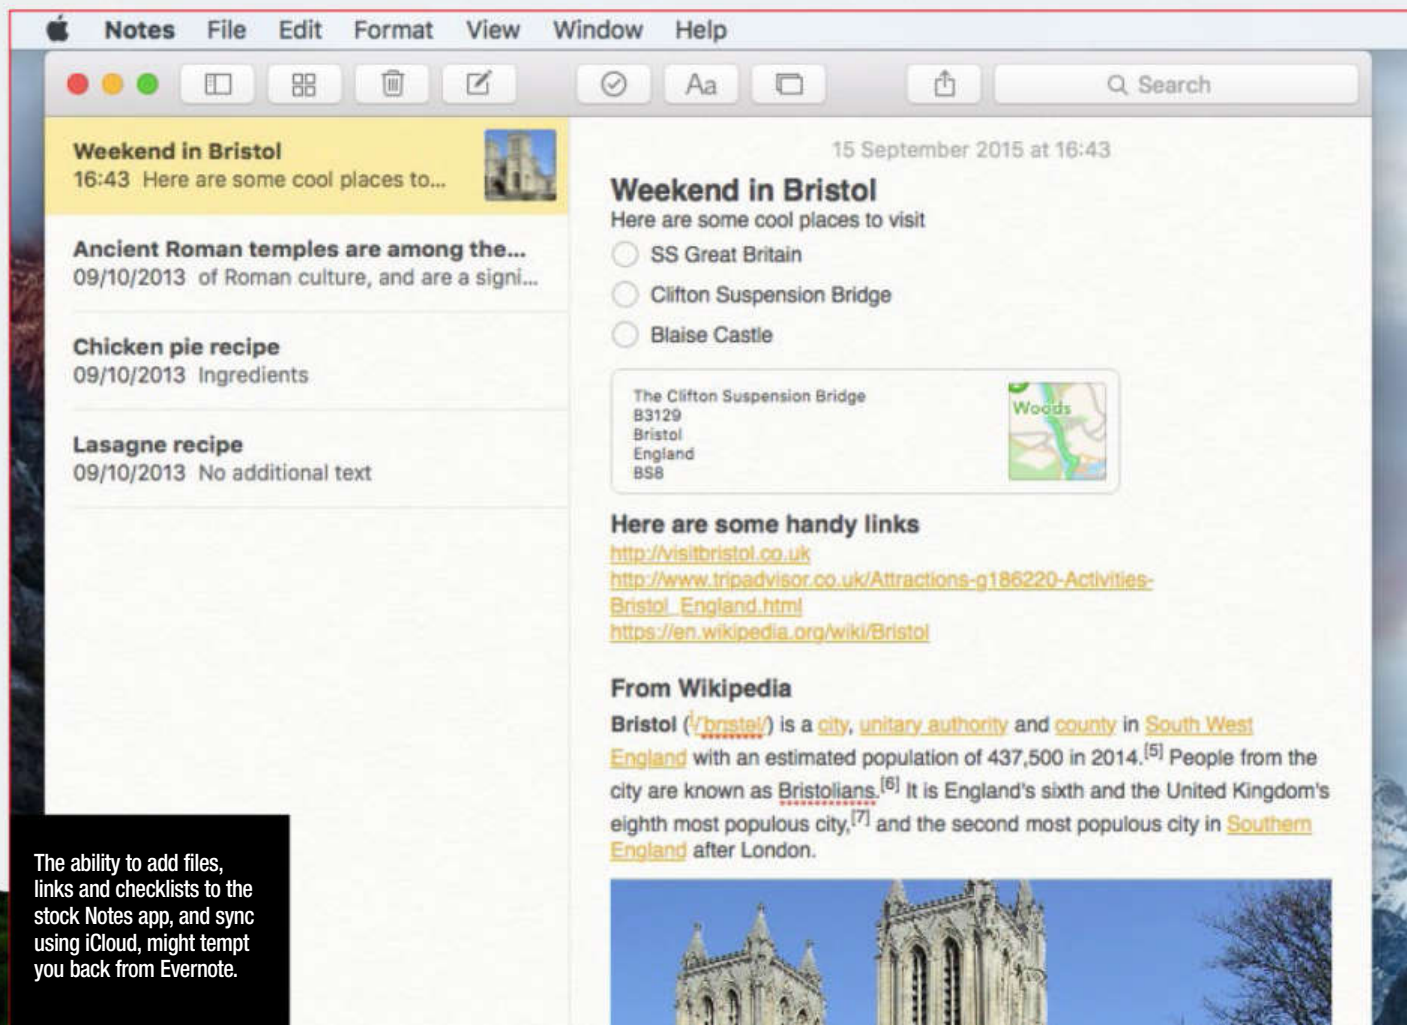 Notes File Edit Format View Window Help
Aa
Search
Weekend in Bristol
16:43 Here are some cool places to...
Ancient Roman temples are among the...
09/10/2013 of Roman culture, and are a signi...
Chicken pie recipe
09/10/2013 Ingredients
Lasagne recipe
09/10/2013 No additional text
15 September 2015 at 16:43
Weekend in Bristol
Here are some cool places to visit
SS Great Britain
Clifton Suspension Bridge
Blaise Castle
The Clifton Suspension Bridge
B3129
Bristol
England
BS8
Woods
Here are some handy links
http://visitbristol.co.uk
http://www.tripadvisor.co.uk/Attractions-g186220-Activities-
Bristol_England.html
https://en.wikipedia.org/wiki/Bristol
From Wikipedia
Bristol (/ˈbrɪstəl/) is a city, unitary authority and county in South West
England with an estimated population of 437,500 in 2014.[5] People from the
city are known as Bristolians.[6] It is England's sixth and the United Kingdom's
eighth most populous city,[7] and the second most populous city in Southern
England after London.
The ability to add files,
links and checklists to the
stock Notes app, and sync
using iCloud, might tempt
you back from Evernote.